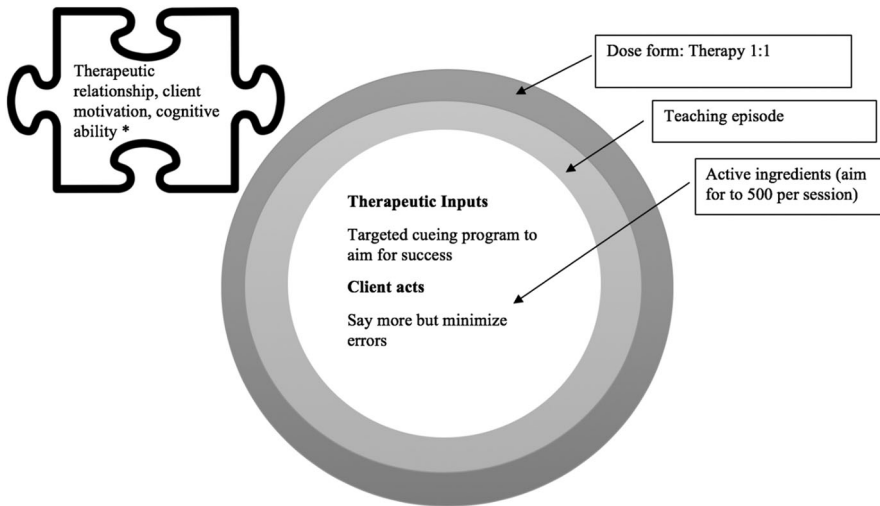 Therapeutic
relationship, client
motivation, cognitive
ability *
Dose form: Therapy 1:1
Teaching episode
Active ingredients (aim
for to 500 per session)
Therapeutic Inputs
Targeted cueing program to
aim for success
Client acts
Say more but minimize
errors